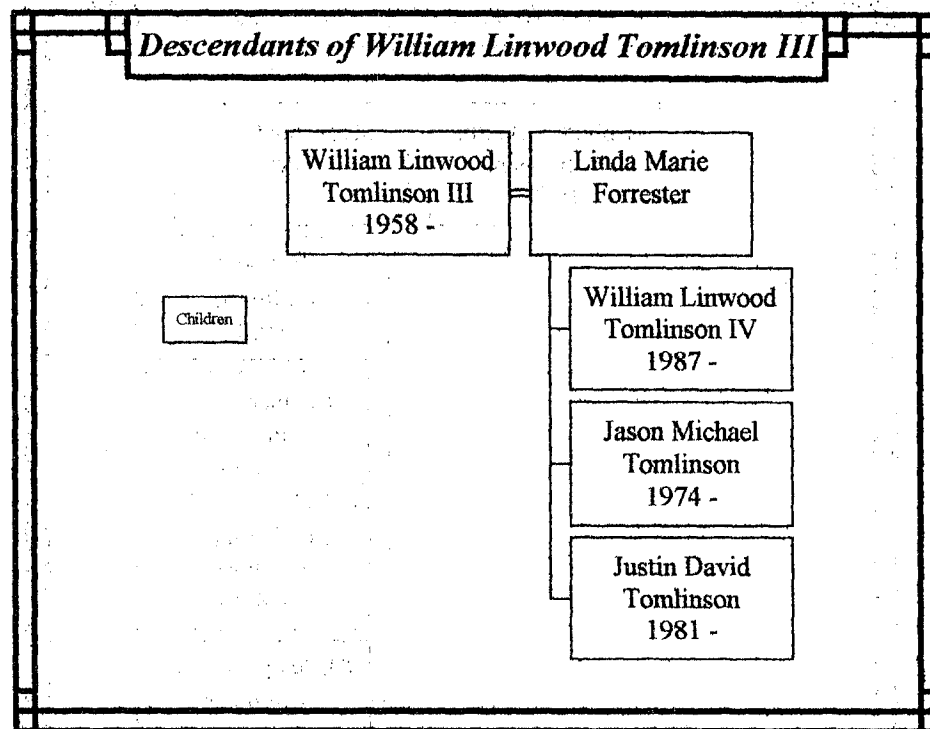 Descendants of William Linwood Tomlinson III
William Linwood
Tomlinson III
1958 -
Linda Marie
Forrester
Children
William Linwood
Tomlinson IV
1987 -
Jason Michael
Tomlinson
1974 -
Justin David
Tomlinson
1981 -